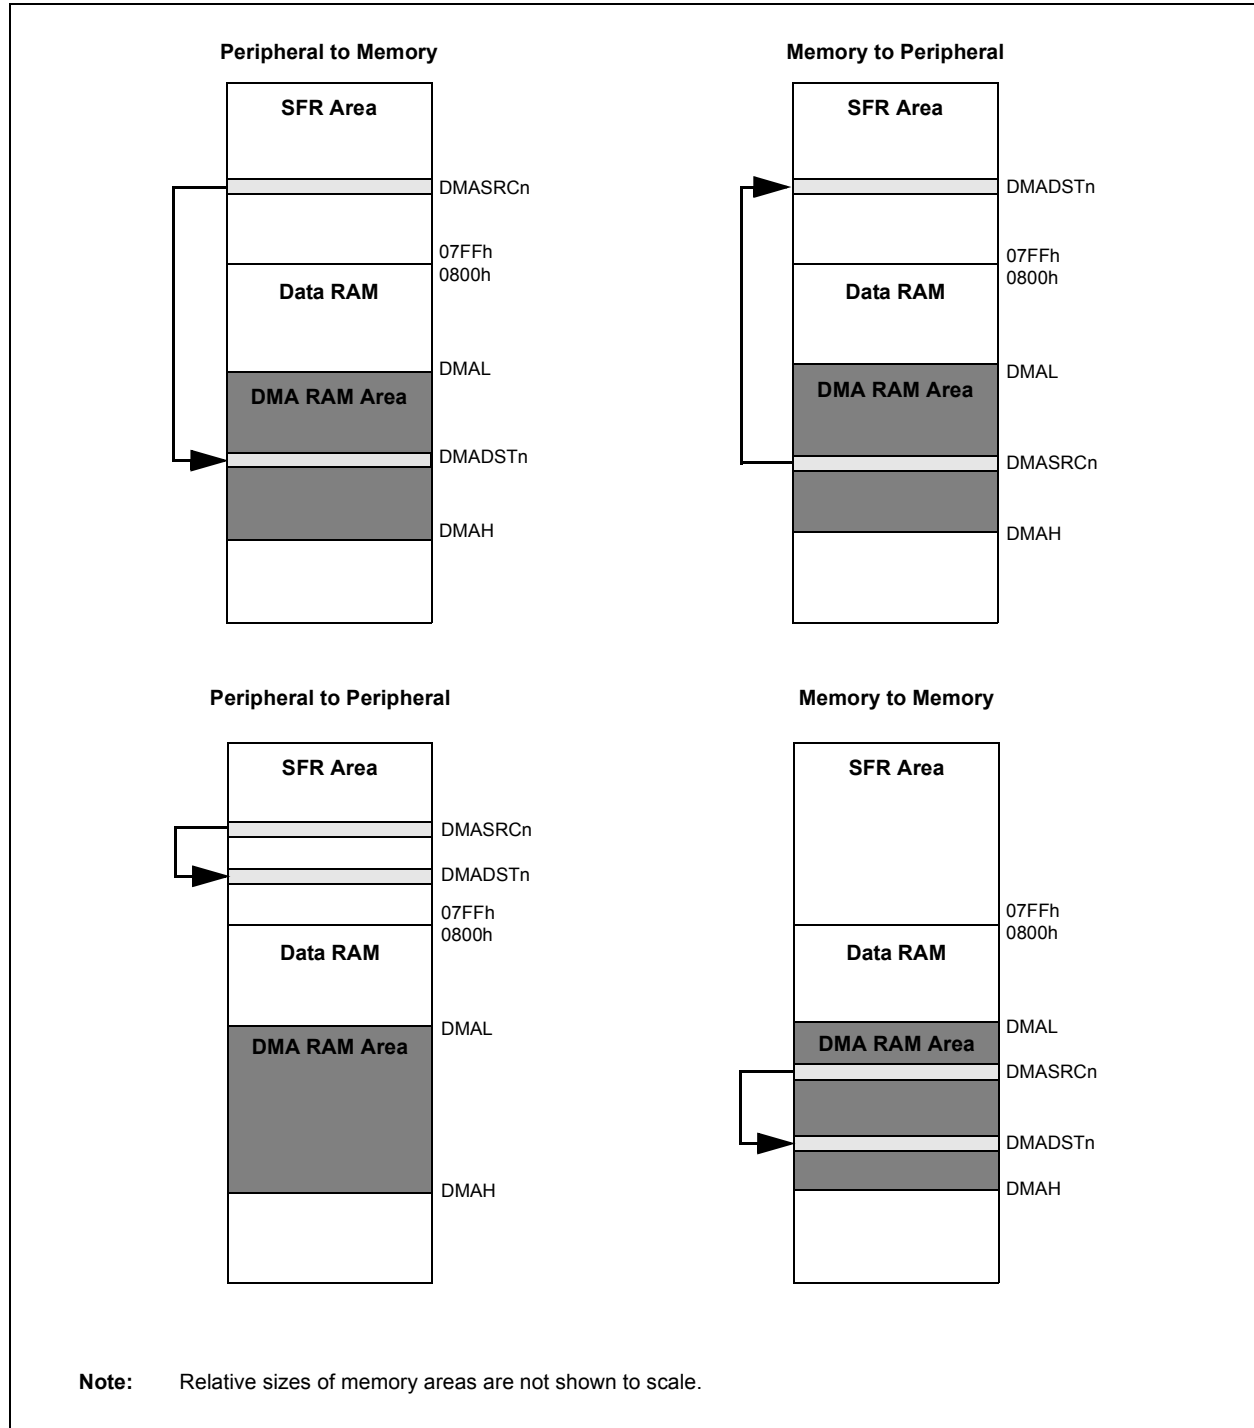 Peripheral to Memory
SFR Area
DMASRCn
07FFh
0800h
Data RAM
DMAL
DMA RAM Area
DMADSTn
DMAH
Memory to Peripheral
SFR Area
DMADSTn
07FFh
0800h
Data RAM
DMAL
DMA RAM Area
DMASRCn
DMAH
Peripheral to Peripheral
SFR Area
DMASRCn
DMADSTn
07FFh
0800h
Data RAM
DMAL
DMA RAM Area
DMAH
Memory to Memory
SFR Area
07FFh
0800h
Data RAM
DMAL
DMA RAM Area
DMASRCn
DMADSTn
DMAH
Note: Relative sizes of memory areas are not shown to scale.